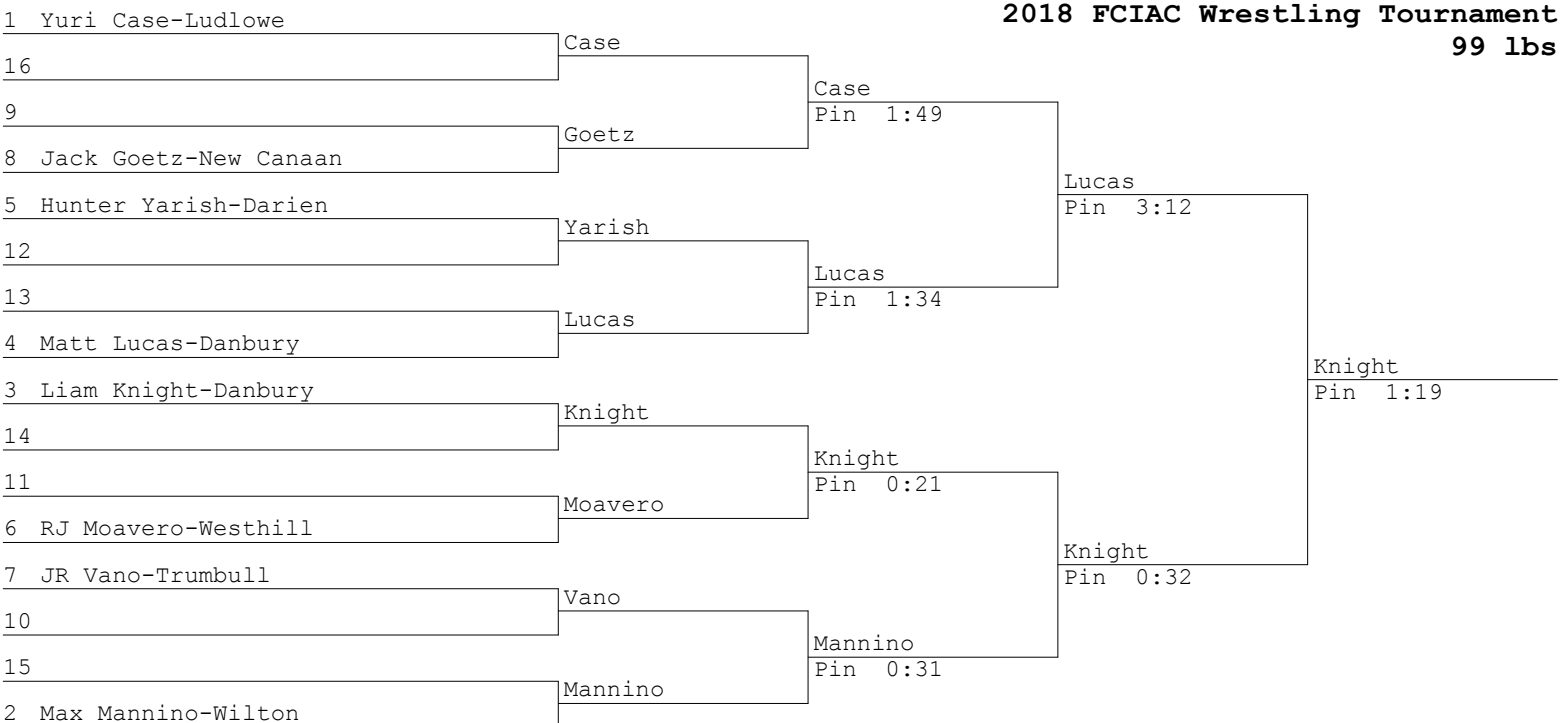 2018 FCIAC Wrestling Tournament
99 lbs
1 Yuri Case-Ludlowe
Case
16
Case
9
Pin 1:49
Goetz
8 Jack Goetz-New Canaan
Lucas
5 Hunter Yarish-Darien
Pin 3:12
Yarish
12
Lucas
13
Pin 1:34
Lucas
4 Matt Lucas-Danbury
Knight
3 Liam Knight-Danbury
Pin 1:19
Knight
14
Knight
11
Pin 0:21
Moavero
6 RJ Moavero-Westhill
Knight
7 JR Vano-Trumbull
Pin 0:32
Vano
10
Mannino
15
Pin 0:31
Mannino
2 Max Mannino-Wilton